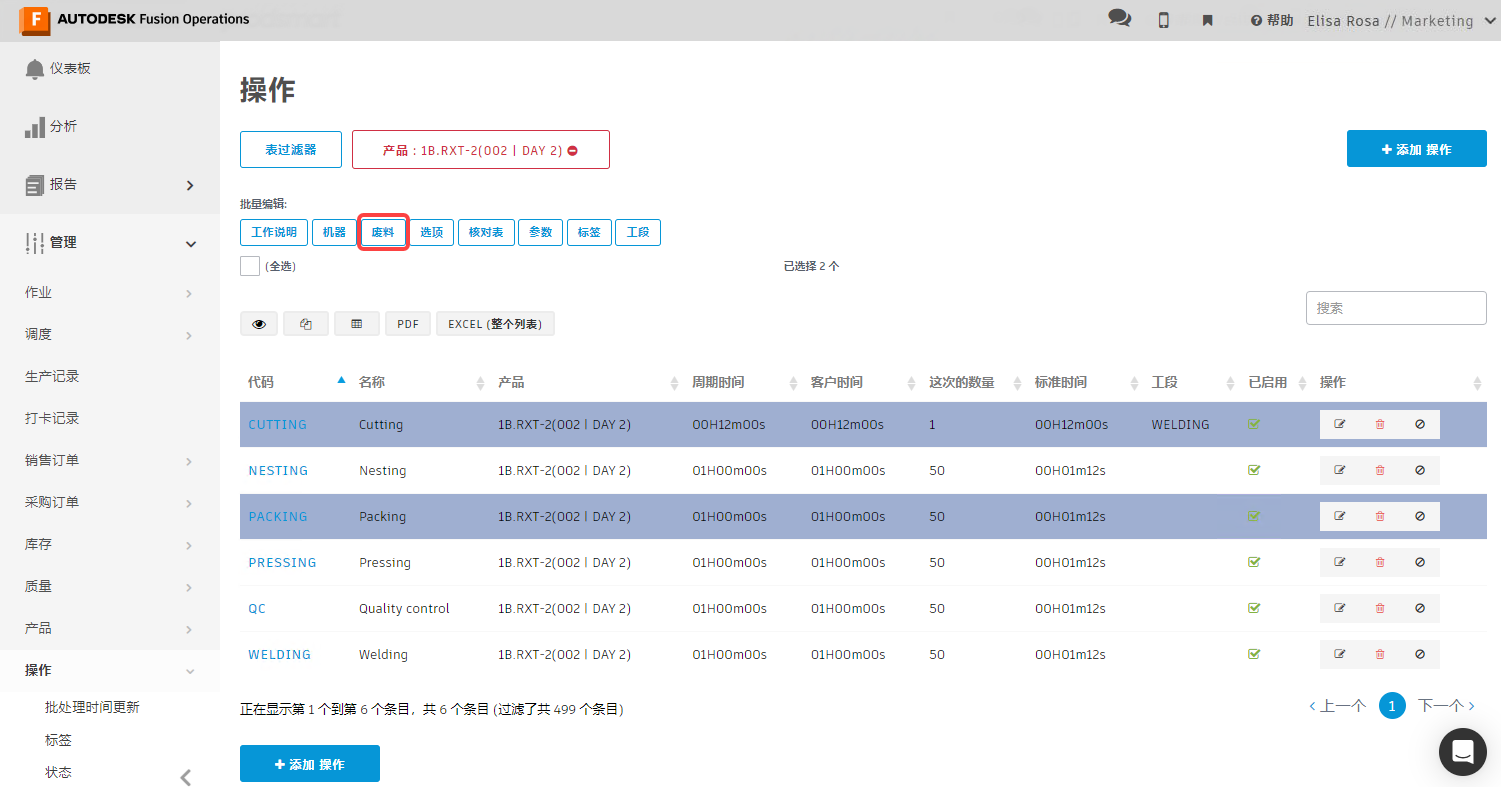 F AUTODESK Fusion Operations
帮助 Elisa Rosa // Marketing
仪表板
分析
报告
管理
作业
调度
生产记录
打卡记录
销售订单
采购订单
库存
质量
产品
操作
批处理时间更新
标签
状态
操作
表过滤器 产品：1B.RXT-2(002 | DAY 2)
添加 操作
批量编辑:
工作说明 机器 废料 选项 核对表 参数 标签 工段
(全选) 已选择 2 个
PDF EXCEL (整个列表)
搜索
代码 名称 产品 周期时间 客户时间 这次的数量 标准时间 工段 已启用 操作
CUTTING Cutting 1B.RXT-2(002 | DAY 2) 00H12m00s 00H12m00s 1 00H12m00s WELDING
NESTING Nesting 1B.RXT-2(002 | DAY 2) 01H00m00s 01H00m00s 50 00H01m12s
PACKING Packing 1B.RXT-2(002 | DAY 2) 01H00m00s 01H00m00s 50 00H01m12s
PRESSING Pressing 1B.RXT-2(002 | DAY 2) 01H00m00s 01H00m00s 50 00H01m12s
QC Quality control 1B.RXT-2(002 | DAY 2) 01H00m00s 01H00m00s 50 00H01m12s
WELDING Welding 1B.RXT-2(002 | DAY 2) 01H00m00s 01H00m00s 50 00H01m12s
正在显示第 1 个到第 6 个条目，共 6 个条目 (过滤了共 499 个条目)
上一个 1 下一个
添加 操作